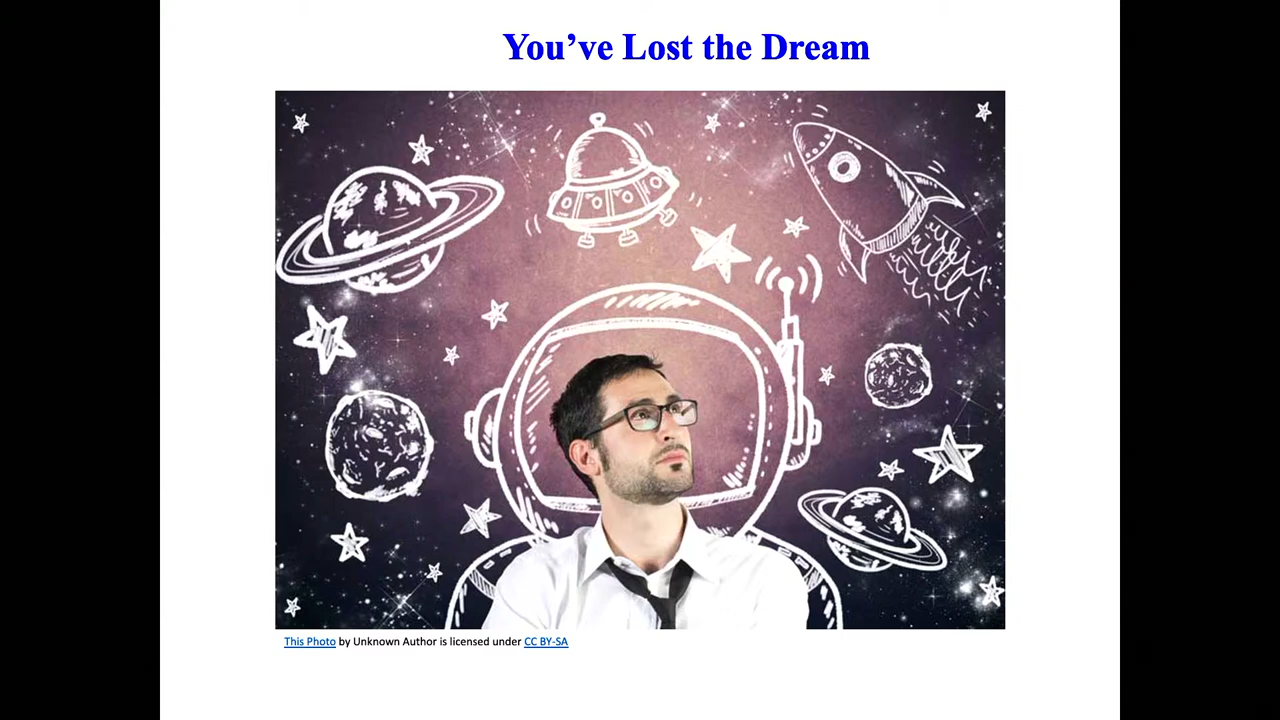 You’ve Lost the Dream
This Photo by Unknown Author is licensed under CC BY-SA